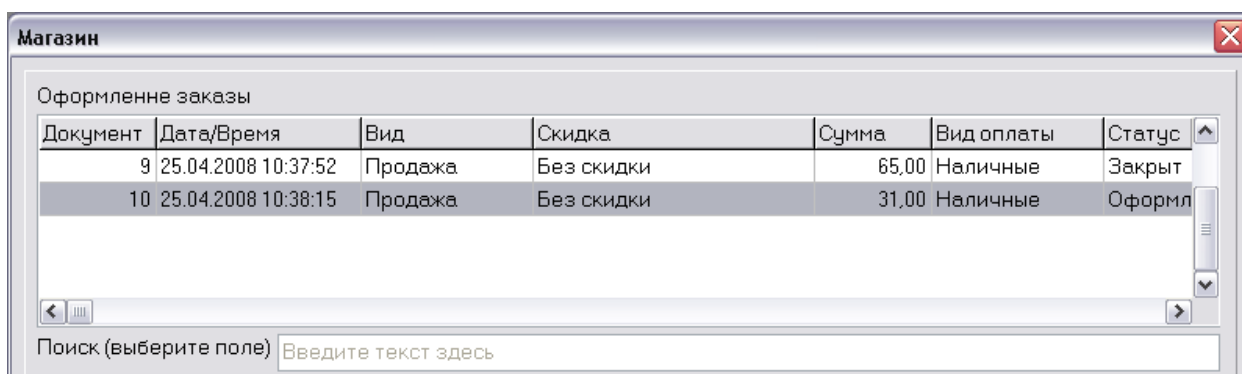 Магазин
Оформленне заказы
Документ Дата/Время Вид Скидка Сумма Вид оплаты Статус
9 25.04.2008 10:37:52 Продажа Без скидки 65,00 Наличные Закрыт
10 25.04.2008 10:38:15 Продажа Без скидки 31,00 Наличные Оформл
Поиск (выберите поле) Введите текст здесь